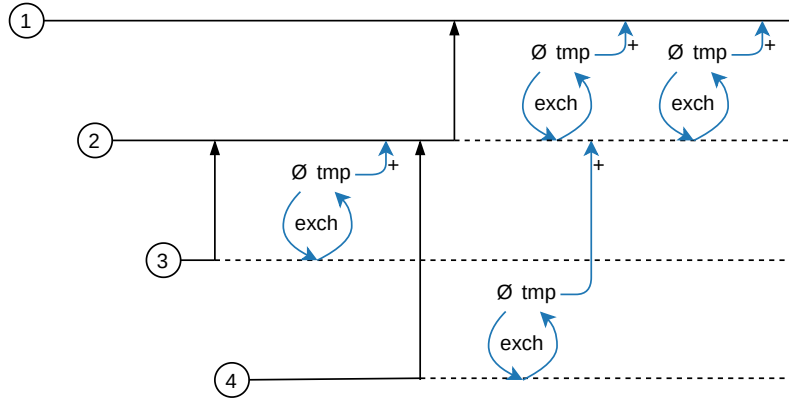 1
Ø tmp +
Ø tmp +
exch
exch
2
Ø tmp +
+
exch
3
Ø tmp
exch
4